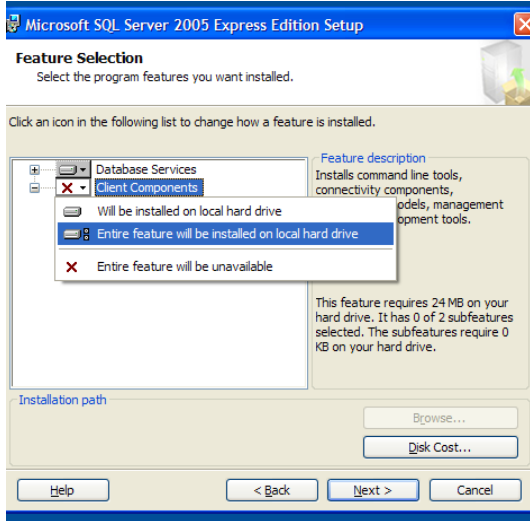 Microsoft SQL Server 2005 Express Edition Setup
Feature Selection
Select the program features you want installed.
Click an icon in the following list to change how a feature is installed.
Database Services
Client Components
Will be installed on local hard drive
Entire feature will be installed on local hard drive
Entire feature will be unavailable
Feature description
Installs command line tools,
connectivity components,
management
tools.
This feature requires 24 MB on your
hard drive. It has 0 of 2 subfeatures
selected. The subfeatures require 0
KB on your hard drive.
Installation path
Browse...
Disk Cost...
Help
< Back
Next >
Cancel